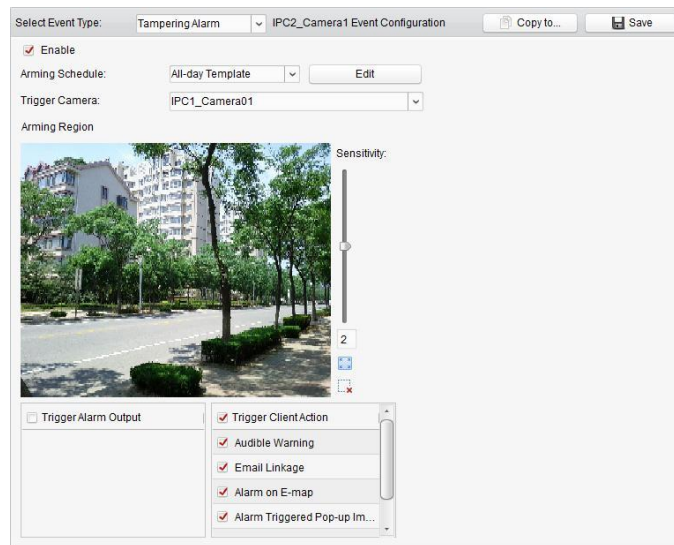 Select Event Type: Tampering Alarm IPC2_Camera1 Event Configuration Copy to... Save
Enable
Arming Schedule: All-day Template Edit
Trigger Camera: IPC1_Camera01
Arming Region
Sensitivity:
2
Trigger Alarm Output
Trigger Client Action
Audible Warning
Email Linkage
Alarm on E-map
Alarm Triggered Pop-up Im...